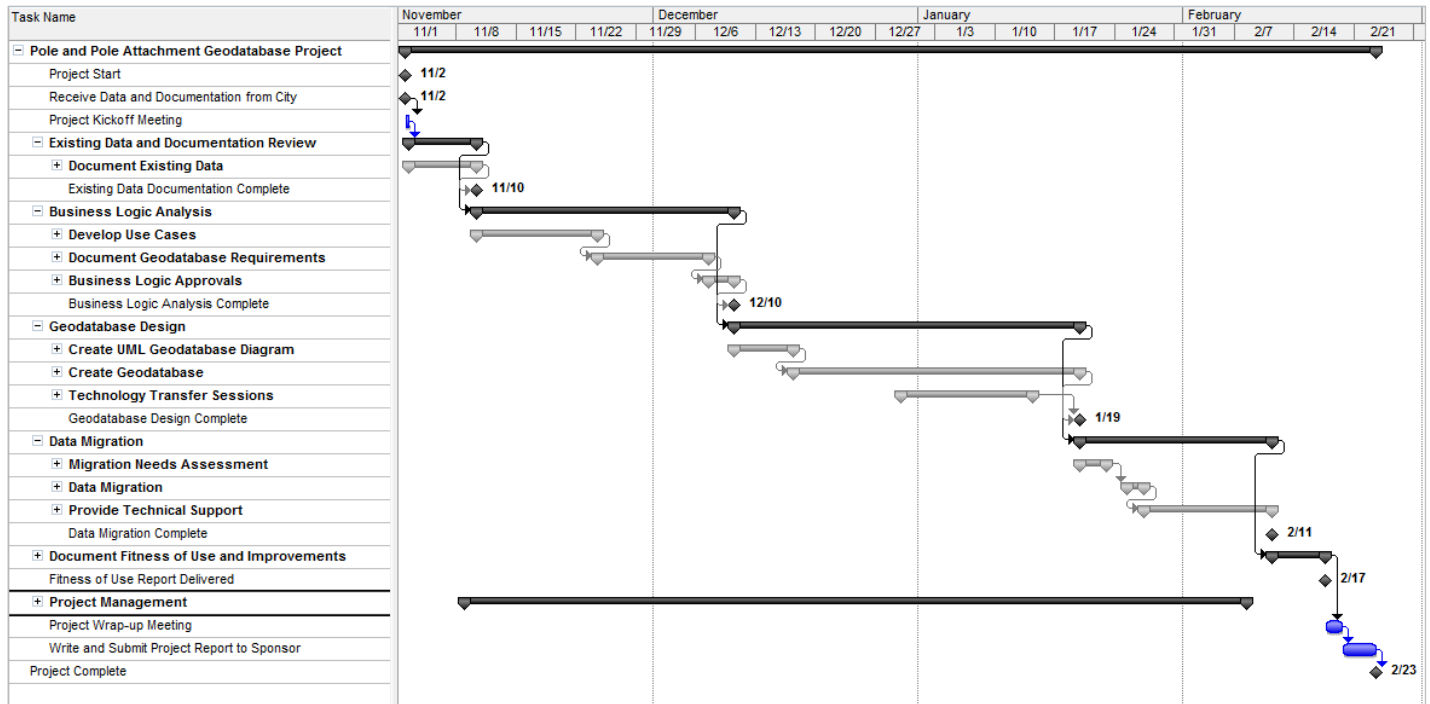 Task Name
November December January February
11/1 11/8 11/15 11/22 11/29 12/6 12/13 12/20 12/27 1/3 1/10 1/17 1/24 1/31 2/7 2/14 2/21
Pole and Pole Attachment Geodatabase Project
Project Start 11/2
Receive Data and Documentation from City 11/2
Project Kickoff Meeting
Existing Data and Documentation Review
Document Existing Data
Existing Data Documentation Complete 11/10
Business Logic Analysis
Develop Use Cases
Document Geodatabase Requirements
Business Logic Approvals
Business Logic Analysis Complete 12/10
Geodatabase Design
Create UML Geodatabase Diagram
Create Geodatabase
Technology Transfer Sessions
Geodatabase Design Complete 1/19
Data Migration
Migration Needs Assessment
Data Migration
Provide Technical Support
Data Migration Complete 2/11
Document Fitness of Use and Improvements
Fitness of Use Report Delivered 2/17
Project Management
Project Wrap-up Meeting
Write and Submit Project Report to Sponsor
Project Complete 2/23